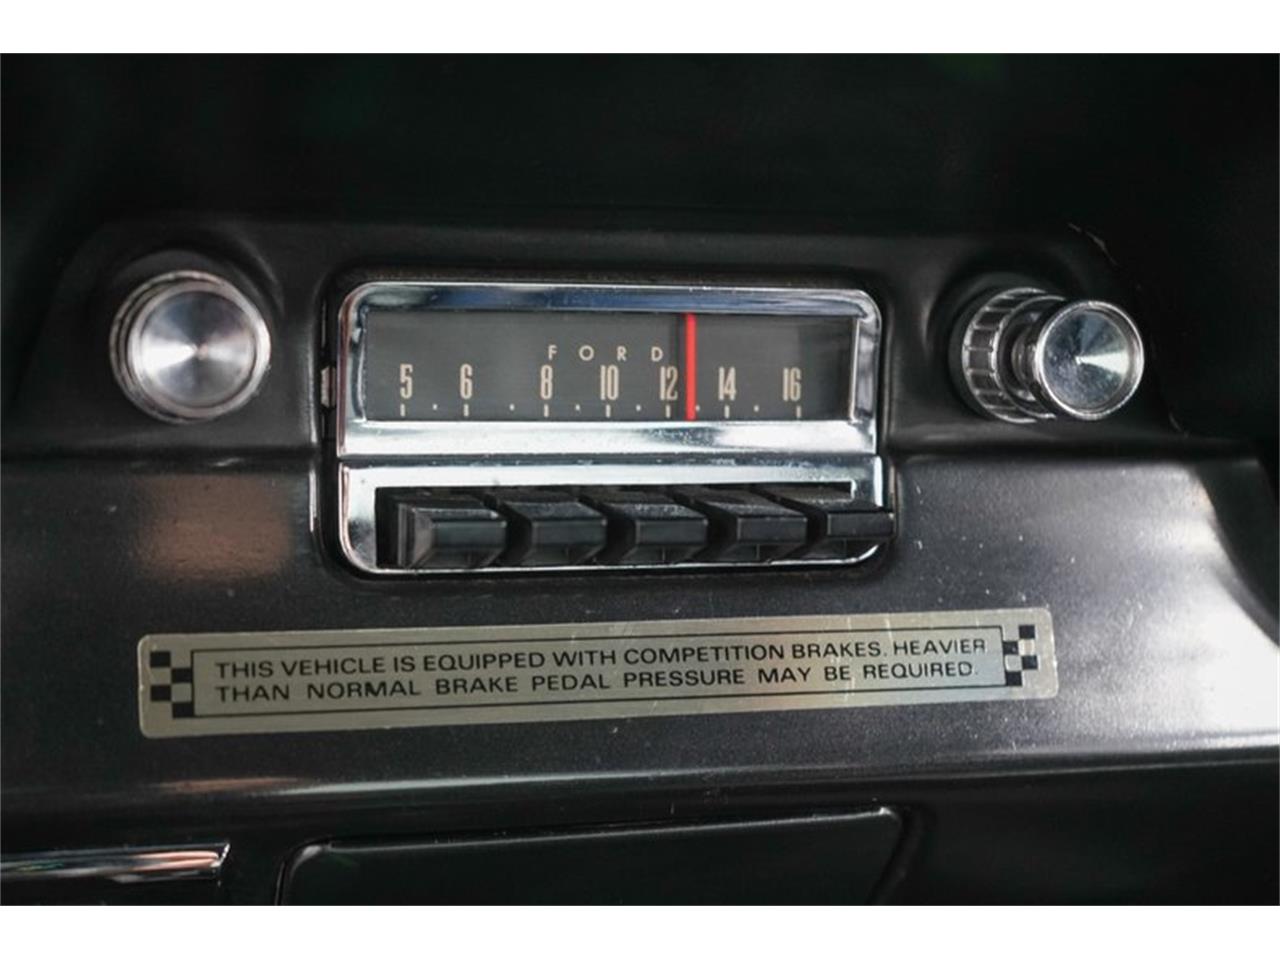 FORD
5 6 8 10 12 14 16
THIS VEHICLE IS EQUIPPED WITH COMPETITION BRAKES. HEAVIER
THAN NORMAL BRAKE PEDAL PRESSURE MAY BE REQUIRED.